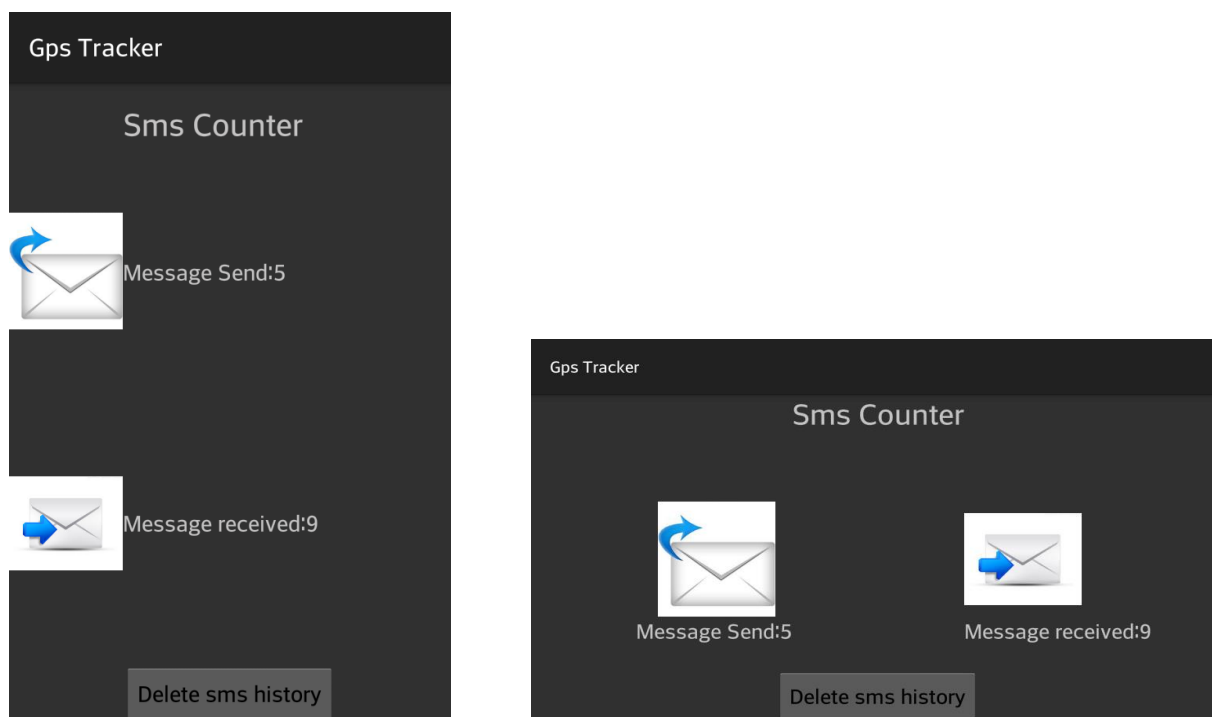 Gps Tracker
Sms Counter
Message Send:5
Message received:9
Delete sms history
Gps Tracker
Sms Counter
Message Send:5
Message received:9
Delete sms history